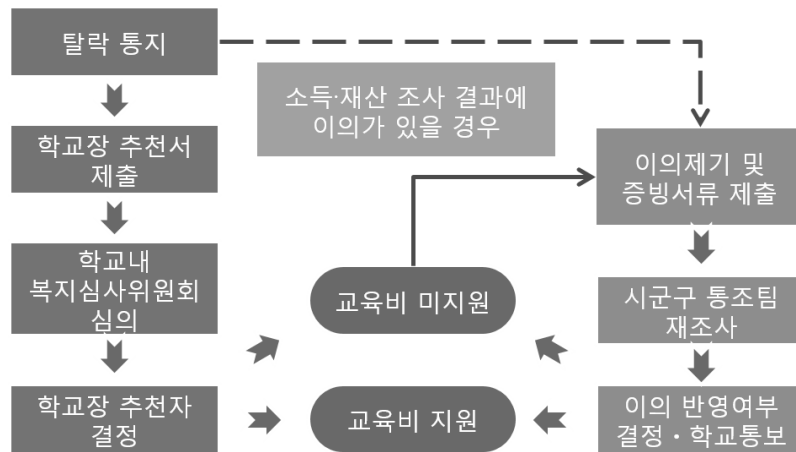 탈락 통지
소득·재산 조사 결과에
이의가 있을 경우
학교장 추천서
제출
이의제기 및
증빙서류 제출
학교내
복지심사위원회
심의
교육비 미지원
시군구 통조팀
재조사
학교장 추천자
결정
교육비 지원
이의 반영여부
결정·학교통보